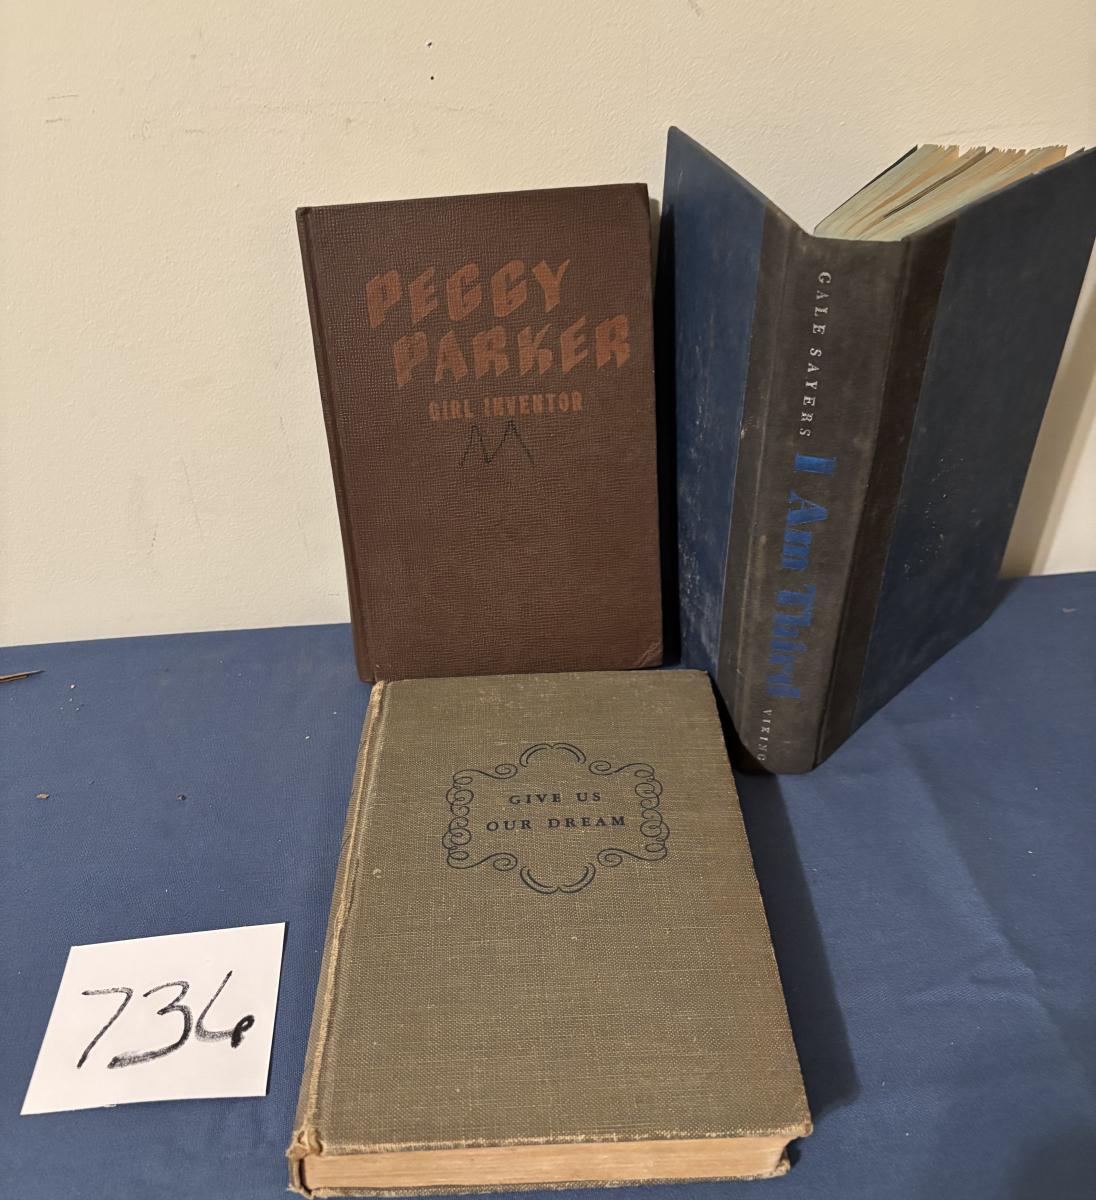 PEGGY
PARKER
GIRL INVENTOR
GALE SAYERS
I Am Third
VIKING
GIVE US
OUR DREAM
736